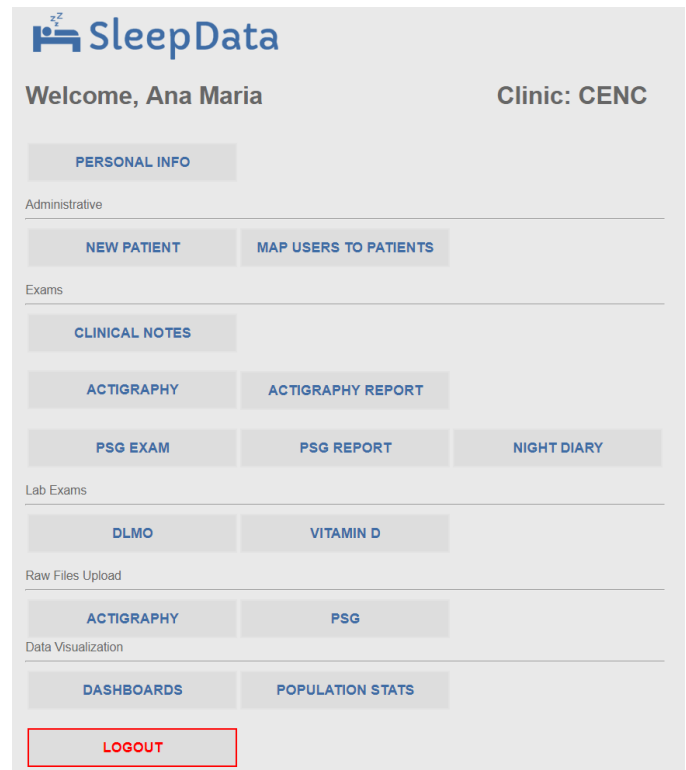 zzZ
SleepData
Welcome, Ana Maria Clinic: CENC
PERSONAL INFO
Administrative
NEW PATIENT MAP USERS TO PATIENTS
Exams
CLINICAL NOTES
ACTIGRAPHY ACTIGRAPHY REPORT
PSG EXAM PSG REPORT NIGHT DIARY
Lab Exams
DLMO VITAMIN D
Raw Files Upload
ACTIGRAPHY PSG
Data Visualization
DASHBOARDS POPULATION STATS
LOGOUT